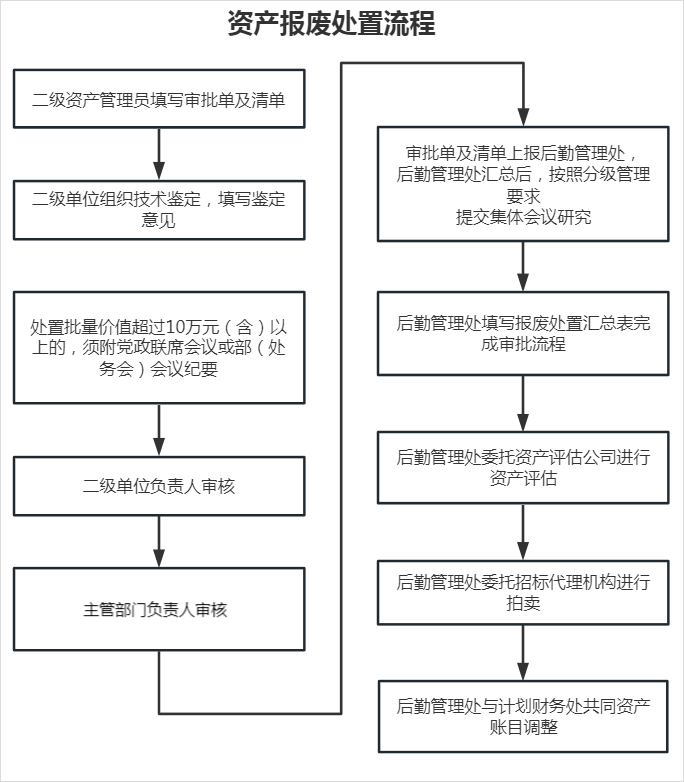 资产报废处置流程
二级资产管理员填写审批单及清单
二级单位组织技术鉴定，填写鉴定
意见
处置批量价值超过10万元（含）以
上的，须附党政联席会议或部（处
务会）会议纪要
二级单位负责人审核
主管部门负责人审核
审批单及清单上报后勤管理处，
后勤管理处汇总后，按照分级管理
要求
提交集体会议研究
后勤管理处填写报废处置汇总表完
成审批流程
后勤管理处委托资产评估公司进行
资产评估
后勤管理处委托招标代理机构进行
拍卖
后勤管理处与计划财务处共同资产
账目调整